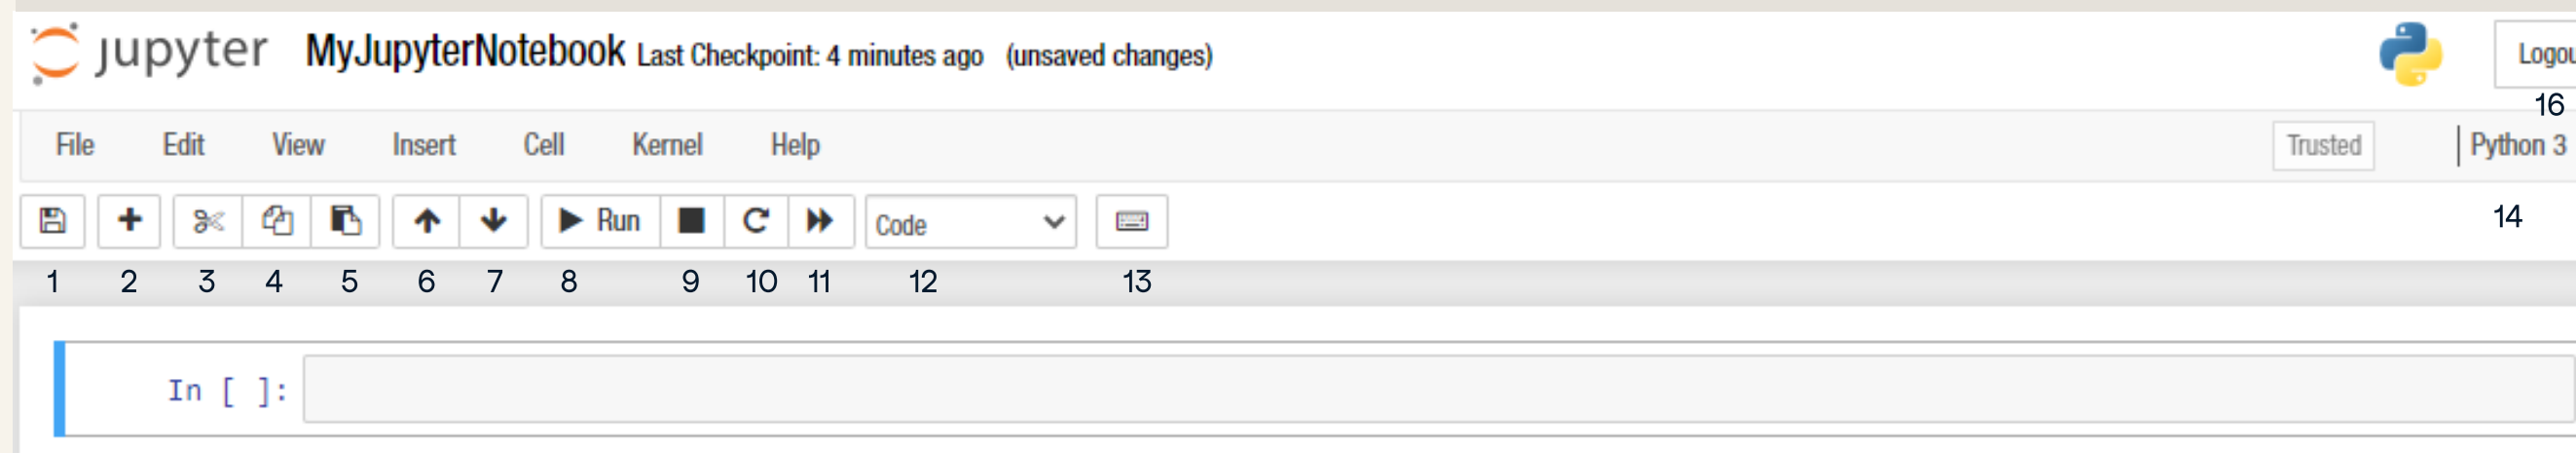 jupyter MyJupyterNotebook Last Checkpoint: 4 minutes ago (unsaved changes) Logou
16
File Edit View Insert Cell Kernel Help Trusted | Python 3
Run Code 14
1 2 3 4 5 6 7 8 9 10 11 12 13
In [ ]: